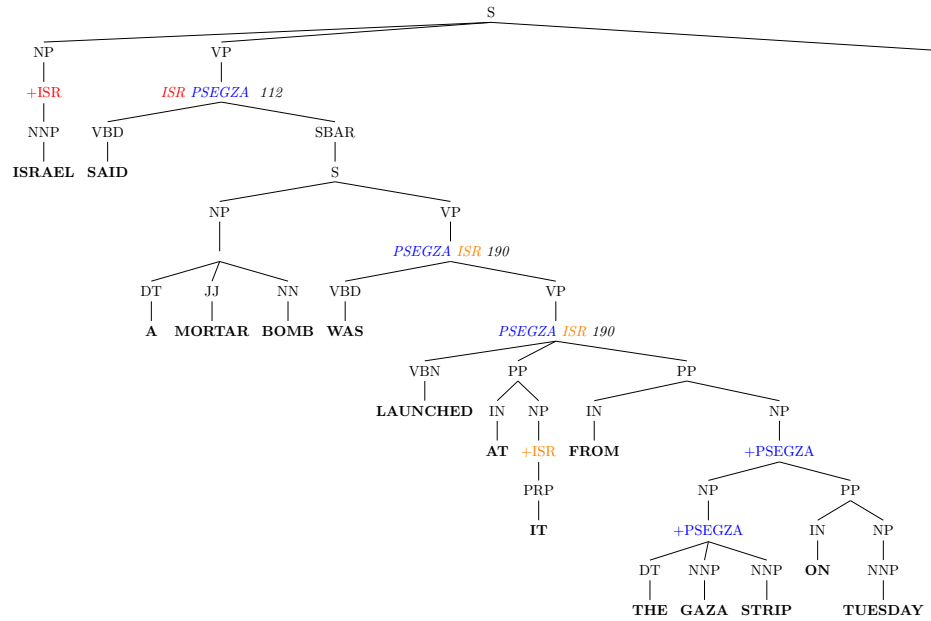 S
NP VP
+ISR ISR PSEGZA 112
NNP VBD SBAR
ISRAEL SAID S
NP VP
PSEGZA ISR 190
DT JJ NN VBD VP
A MORTAR BOMB WAS
PSEGZA ISR 190
VBN PP PP
LAUNCHED IN NP IN NP
AT +ISR FROM +PSEGZA
PRP NP PP
IT +PSEGZA IN NP
DT NNP NNP ON NNP
THE GAZA STRIP TUESDAY